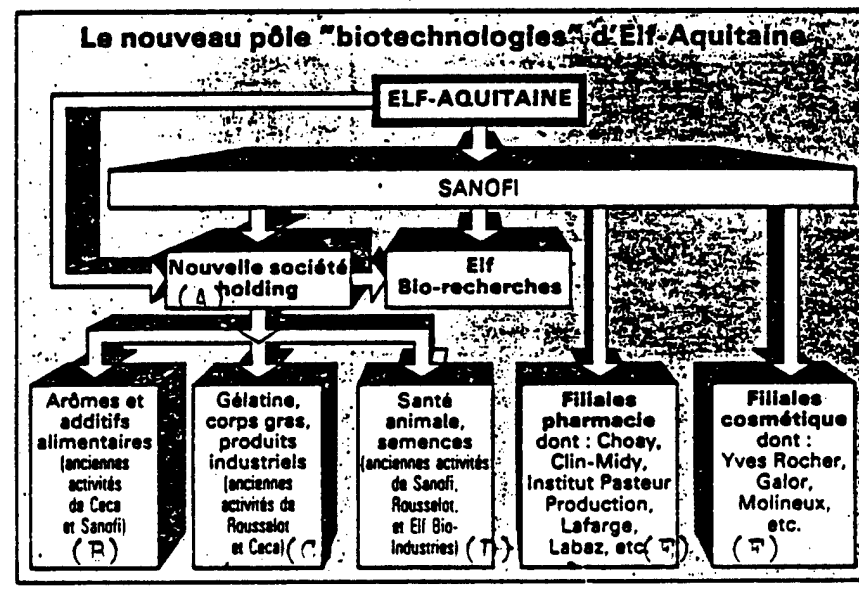 Le nouveau pôle "biotechnologies" d'Elf-Aquitaine
ELF-AQUITAINE
SANOFI
Nouvelle société
holding
(A)
Elf
Bio-recherches
Arômes et
additifs
alimentaires
(anciennes
activités
de Ceca
et Sanofi)
(B)
Gélatine,
corps gras,
produits
industriels
(anciennes
activités de
Rousselot
et Ceca)
(C)
Santé
animale,
semences
(anciennes activités
de Sanofi,
Rousselot,
et Elf Bio-
Industries)
(D)
Filiales
pharmacie
dont : Choay,
Clin-Midy,
Institut Pasteur
Production,
Lafarge,
Labaz, etc
Filiales
cosmétique
dont :
Yves Rocher,
Galor,
Molineux,
etc.
(F)